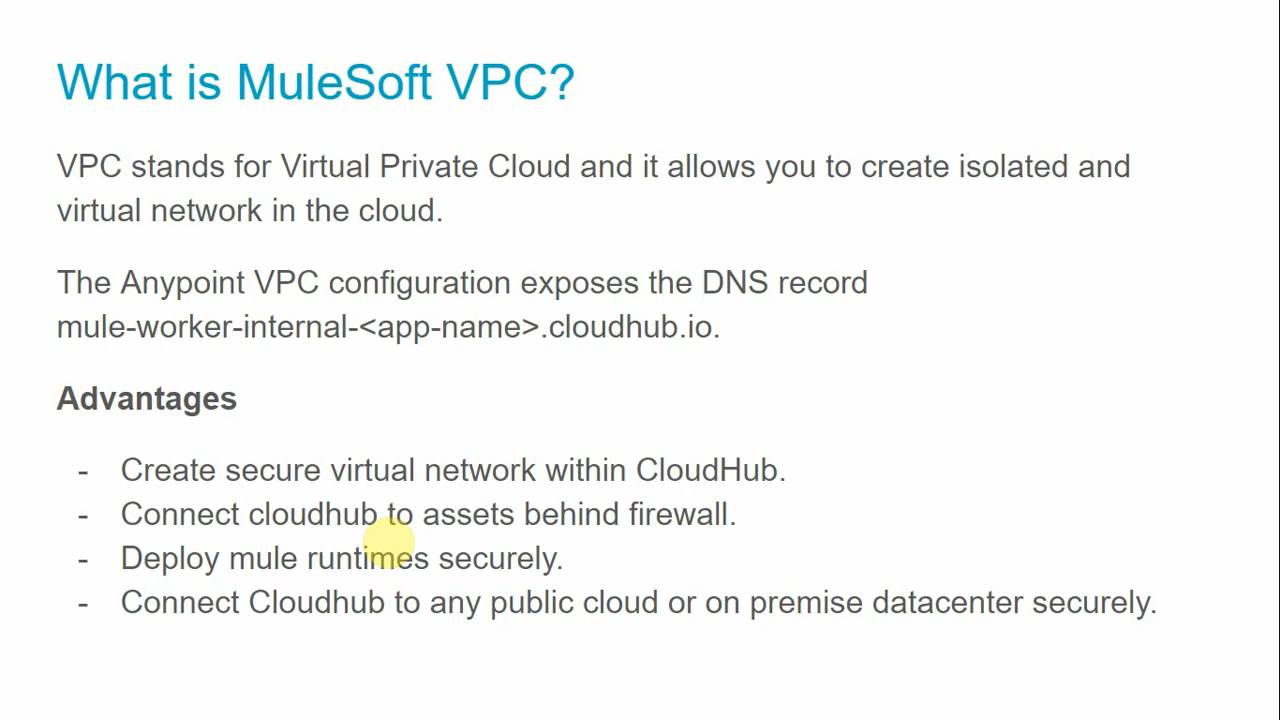 What is MuleSoft VPC?
VPC stands for Virtual Private Cloud and it allows you to create isolated and
virtual network in the cloud.
The Anypoint VPC configuration exposes the DNS record
mule-worker-internal-<app-name>.cloudhub.io.
Advantages
- Create secure virtual network within CloudHub.
- Connect cloudhub to assets behind firewall.
- Deploy mule runtimes securely.
- Connect Cloudhub to any public cloud or on premise datacenter securely.